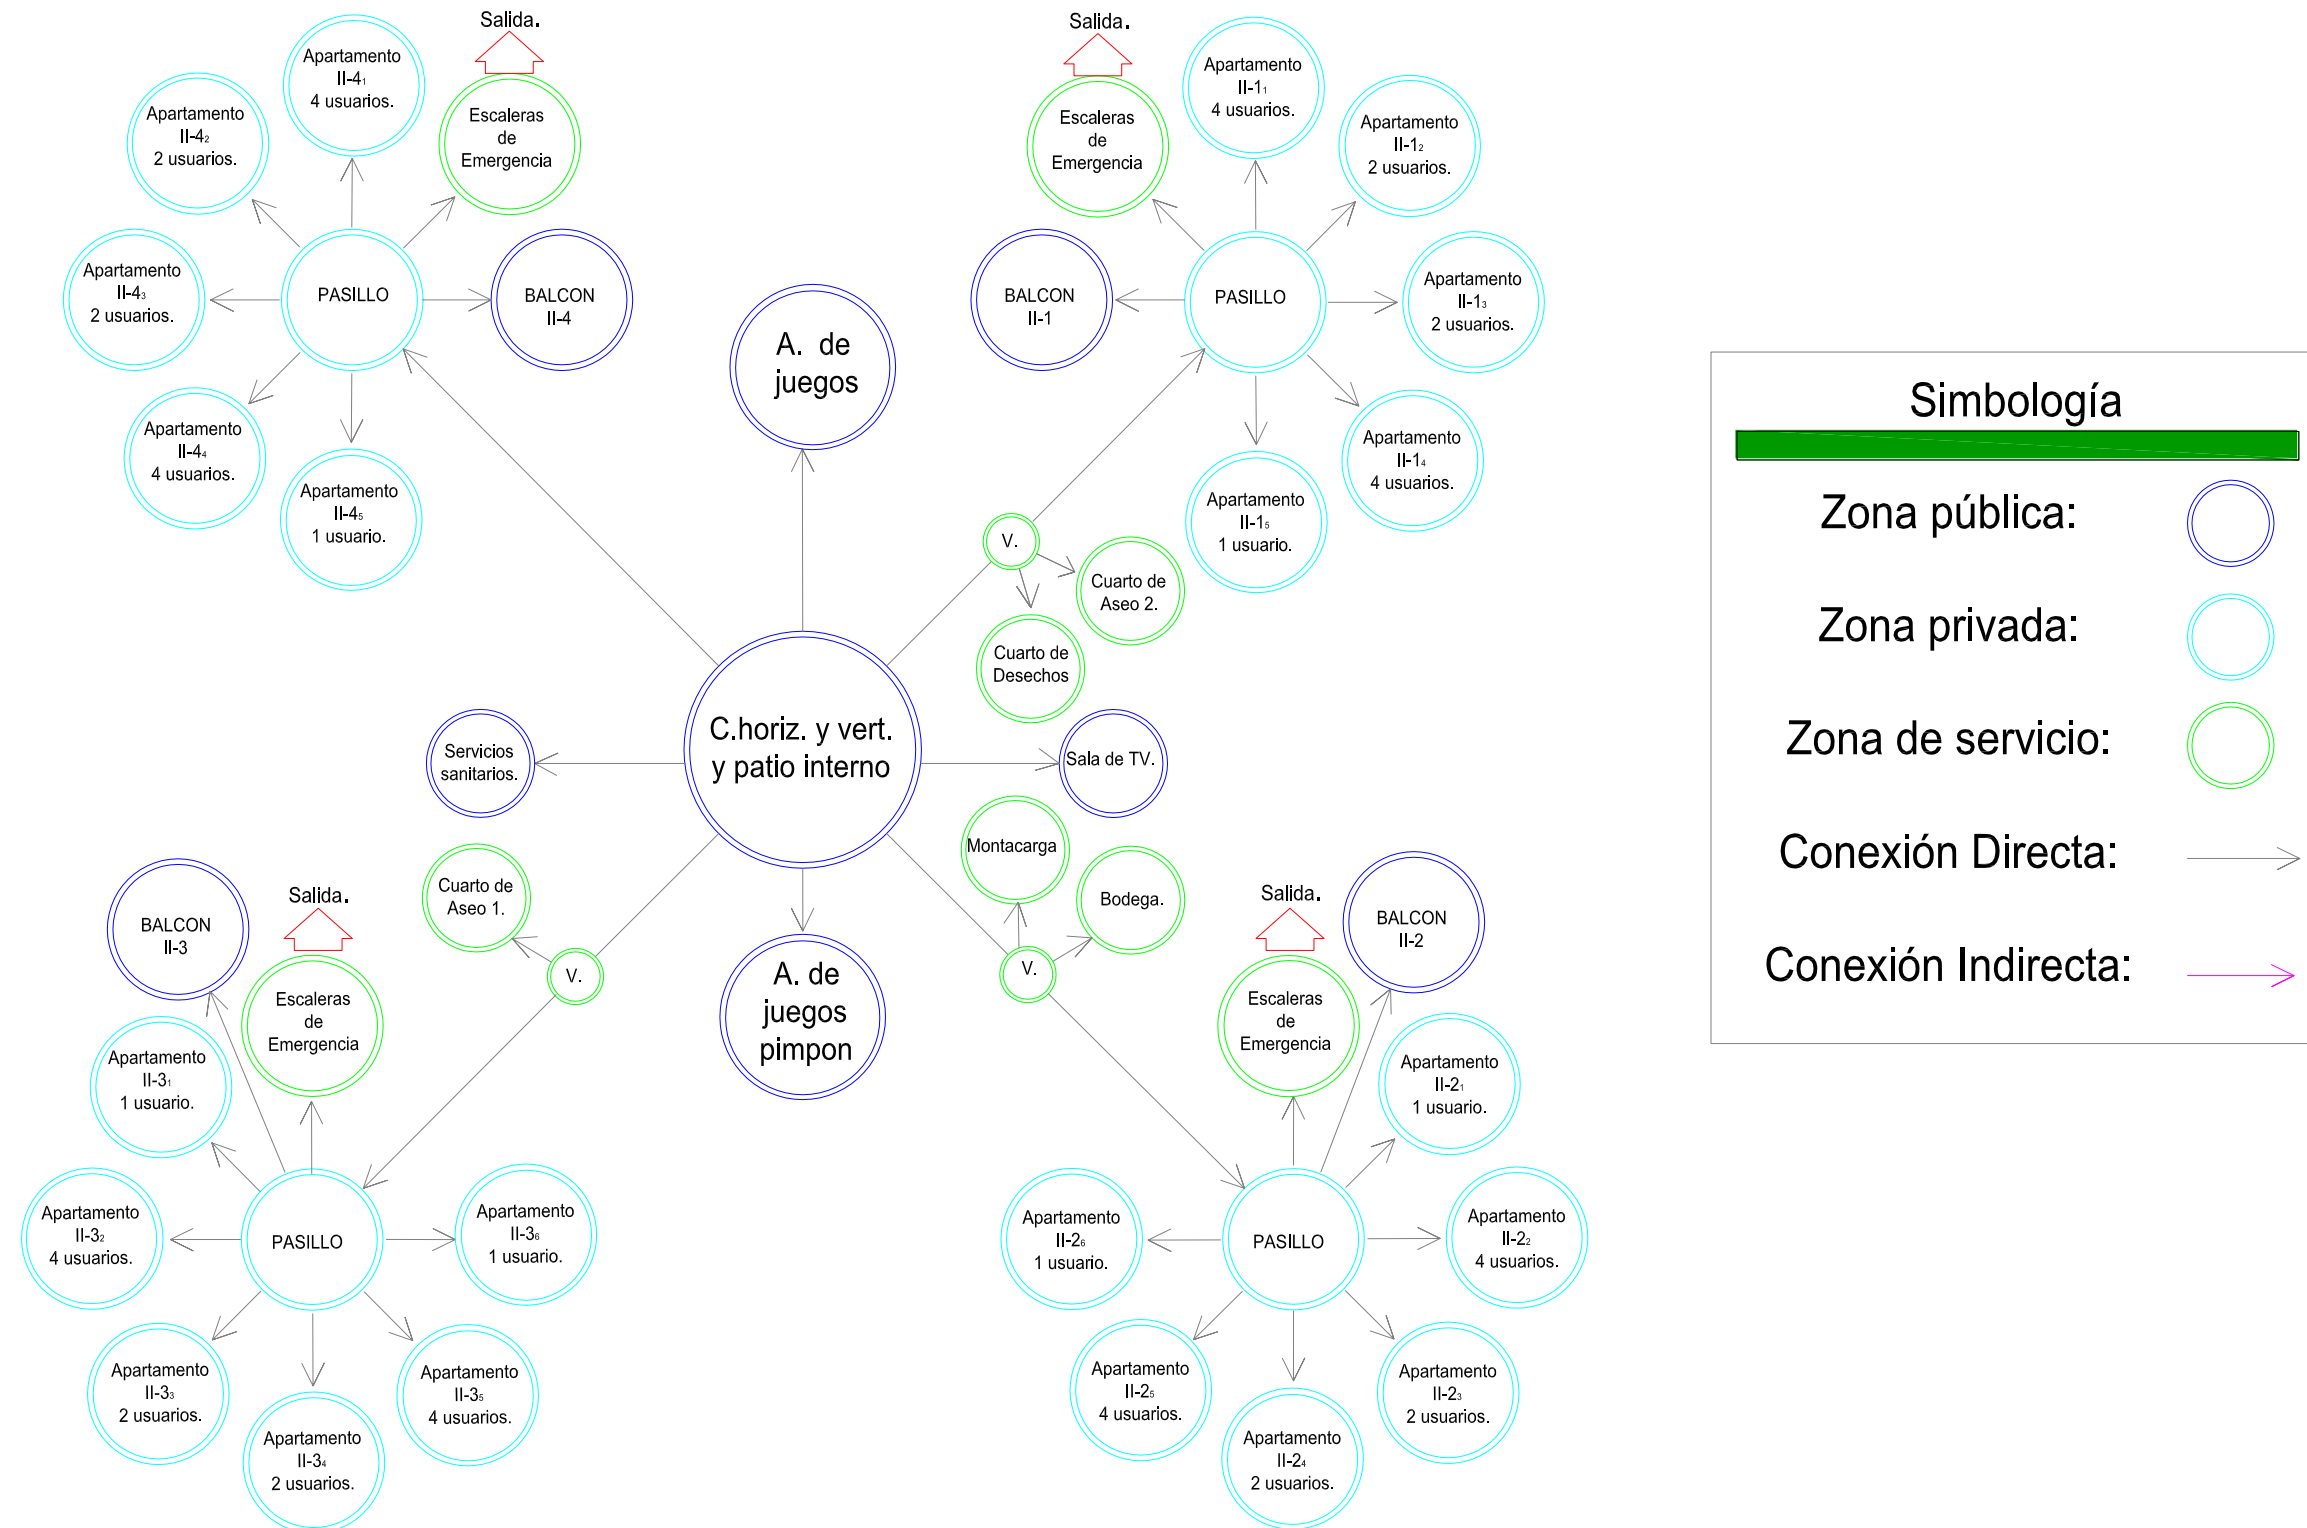 Salida.
Apartamento
II-4₁
4 usuarios.
Apartamento
II-4₂
2 usuarios.
Escaleras
de
Emergencia
Apartamento
II-4₃
2 usuarios.
PASILLO
BALCON
II-4
Apartamento
II-4₄
4 usuarios.
Apartamento
II-4₅
1 usuario.
A. de
juegos
Salida.
Apartamento
II-1₁
4 usuarios.
Escaleras
de
Emergencia
Apartamento
II-1₂
2 usuarios.
BALCON
II-1
PASILLO
Apartamento
II-1₃
2 usuarios.
Apartamento
II-1₄
4 usuarios.
Apartamento
II-1₅
1 usuario.
V.
Cuarto de
Aseo 2.
Cuarto de
Desechos
C.horiz. y vert.
y patio interno
Servicios
sanitarios.
Sala de TV.
Montacarga
Bodega.
V.
Cuarto de
Aseo 1.
V.
A. de
juegos
pimpon
BALCON
II-3
Salida.
Escaleras
de
Emergencia
Apartamento
II-3₁
1 usuario.
Apartamento
II-3₂
4 usuarios.
PASILLO
Apartamento
II-3₆
1 usuario.
Apartamento
II-3₃
2 usuarios.
Apartamento
II-3₄
2 usuarios.
Apartamento
II-3₅
4 usuarios.
Salida.
BALCON
II-2
Escaleras
de
Emergencia
Apartamento
II-2₁
1 usuario.
Apartamento
II-2₆
1 usuario.
PASILLO
Apartamento
II-2₂
4 usuarios.
Apartamento
II-2₅
4 usuarios.
Apartamento
II-2₄
2 usuarios.
Apartamento
II-2₃
2 usuarios.
Simbología
Zona pública:
Zona privada:
Zona de servicio:
Conexión Directa:
Conexión Indirecta: